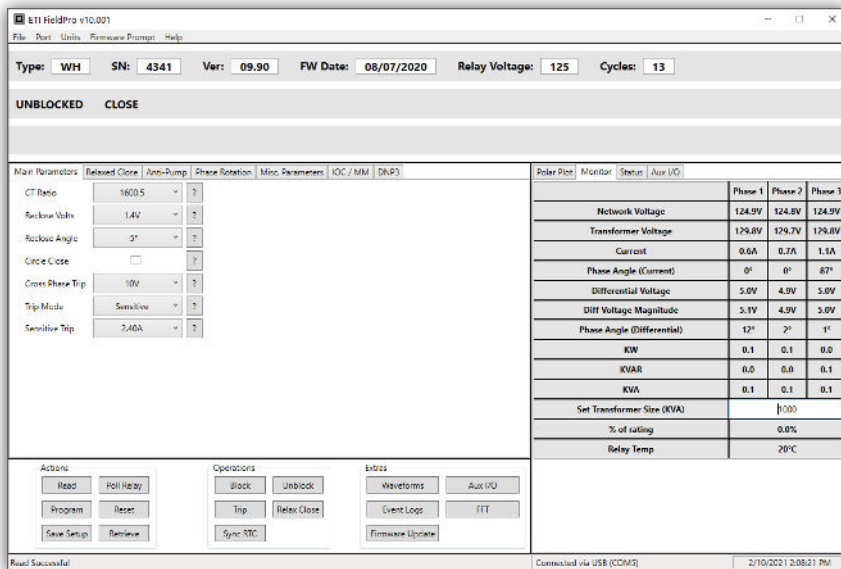 ETI FieldPro v10.001
File Port Units Firmware Prompt Help
Type: WH SN: 4341 Ver: 09.90 FW Date: 08/07/2020 Relay Voltage: 125 Cycles: 13
UNBLOCKED CLOSE
Main Parameters Relaxed Close Anti-Pump Phase Rotation Misc. Parameters IOC / MM DNP3
CT Ratio 1600:5 ?
Reclose Volts 1.4V ?
Reclose Angle 5° ?
Circle Close ?
Cross Phase Trip 10V ?
Trip Mode Sensitive ?
Sensitive Trip 2.40A ?
Polar Plot Monitor Status Aux I/O
Phase 1 Phase 2 Phase 3
Network Voltage 124.9V 124.8V 124.9V
Transformer Voltage 129.8V 129.7V 129.8V
Current 0.6A 0.7A 1.1A
Phase Angle (Current) 0° 0° 87°
Differential Voltage 5.0V 4.9V 5.0V
Diff Voltage Magnitude 5.1V 4.9V 5.0V
Phase Angle (Differential) 12° 2° 1°
KW 0.1 0.1 0.0
KVAR 0.0 0.0 0.1
KVA 0.1 0.1 0.1
Set Transformer Size (KVA) 1000
% of rating 0.0%
Relay Temp 20°C
Actions
Read Poll Relay
Program Reset
Save Setup Retrieve
Operations
Block Unblock
Trip Relax Close
Sync RTC
Extras
Waveforms Aux I/O
Event Logs FFT
Firmware Update
Read Successful
Connected via USB (COM5)
2/10/2021 2:08:21 PM